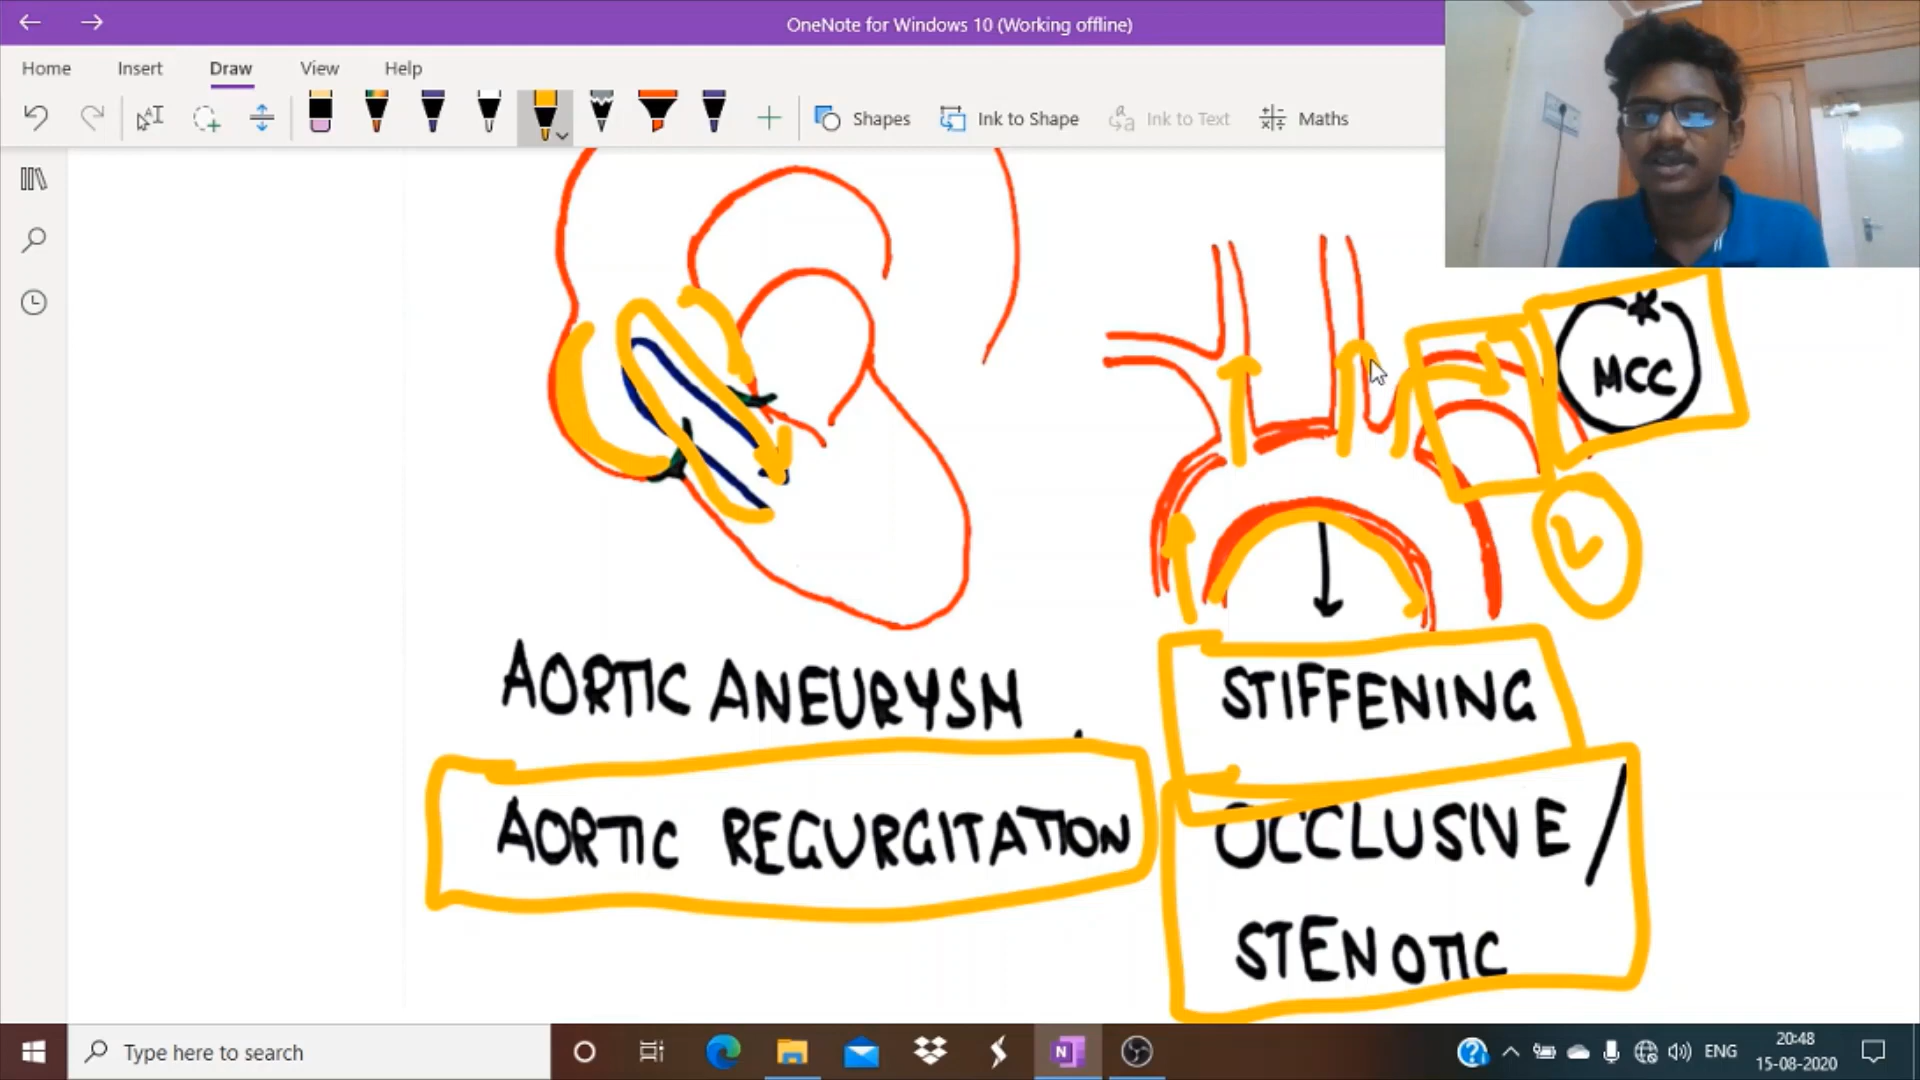 OneNote for Windows 10 (Working offline)
Home Insert Draw View Help
Shapes Ink to Shape Ink to Text Maths
MCC
AORTIC ANEURYSM
STIFFENING
AORTIC REGURGITATION
OCCLUSIVE/
STENOTIC
Type here to search
ENG
20:48
15-08-2020